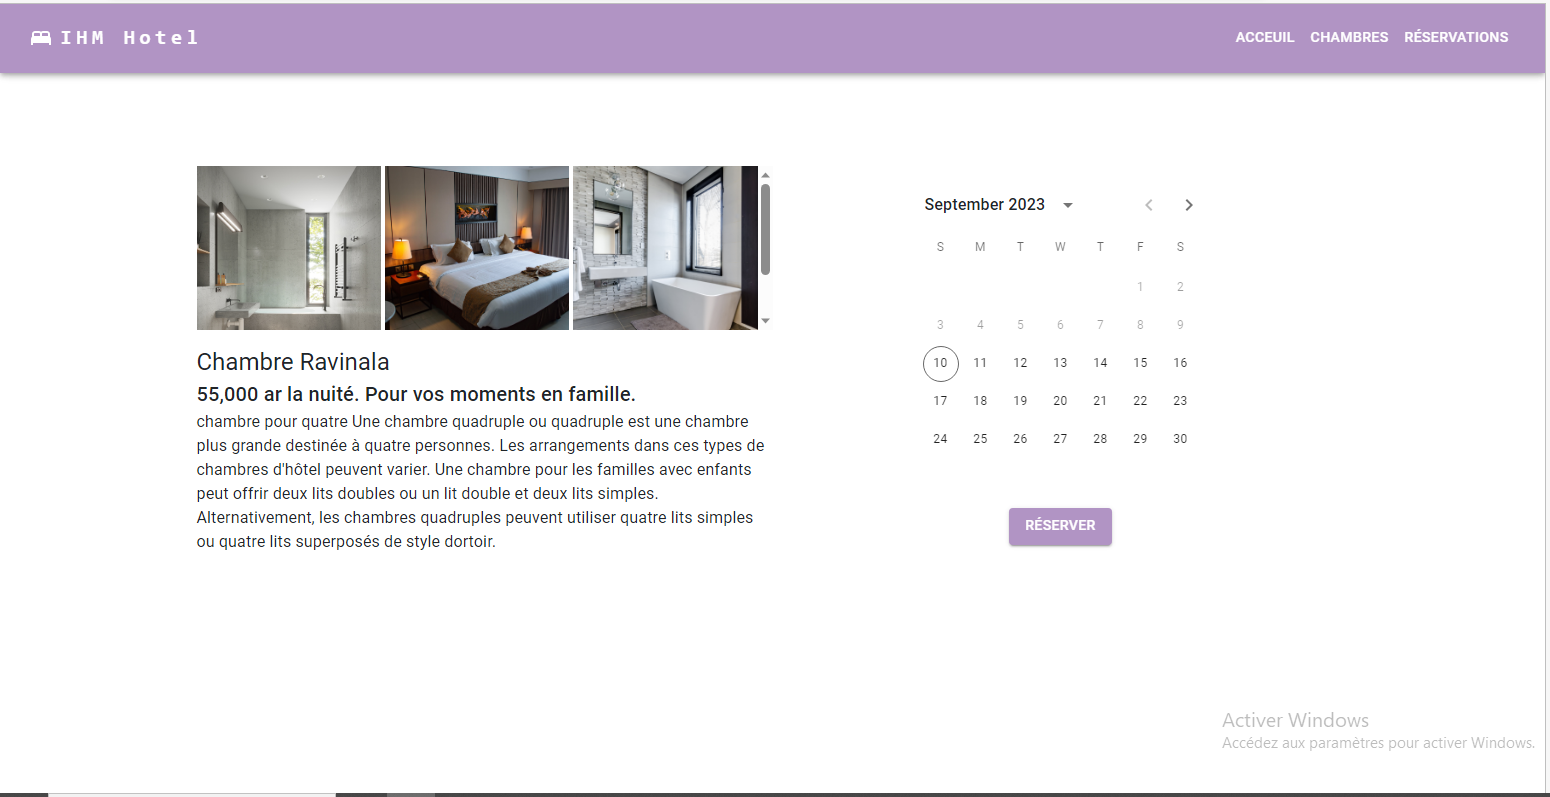 IHM Hotel
ACCEUIL CHAMBRES RÉSERVATIONS
Chambre Ravinala
55,000 ar la nuité. Pour vos moments en famille.
chambre pour quatre Une chambre quadruple ou quadruple est une chambre
plus grande destinée à quatre personnes. Les arrangements dans ces types de
chambres d'hôtel peuvent varier. Une chambre pour les familles avec enfants
peut offrir deux lits doubles ou un lit double et deux lits simples.
Alternativement, les chambres quadruples peuvent utiliser quatre lits simples
ou quatre lits superposés de style dortoir.
September 2023
S M T W T F S
1 2
3 4 5 6 7 8 9
10 11 12 13 14 15 16
17 18 19 20 21 22 23
24 25 26 27 28 29 30
RÉSERVER
Activer Windows
Accédez aux paramètres pour activer Windows.